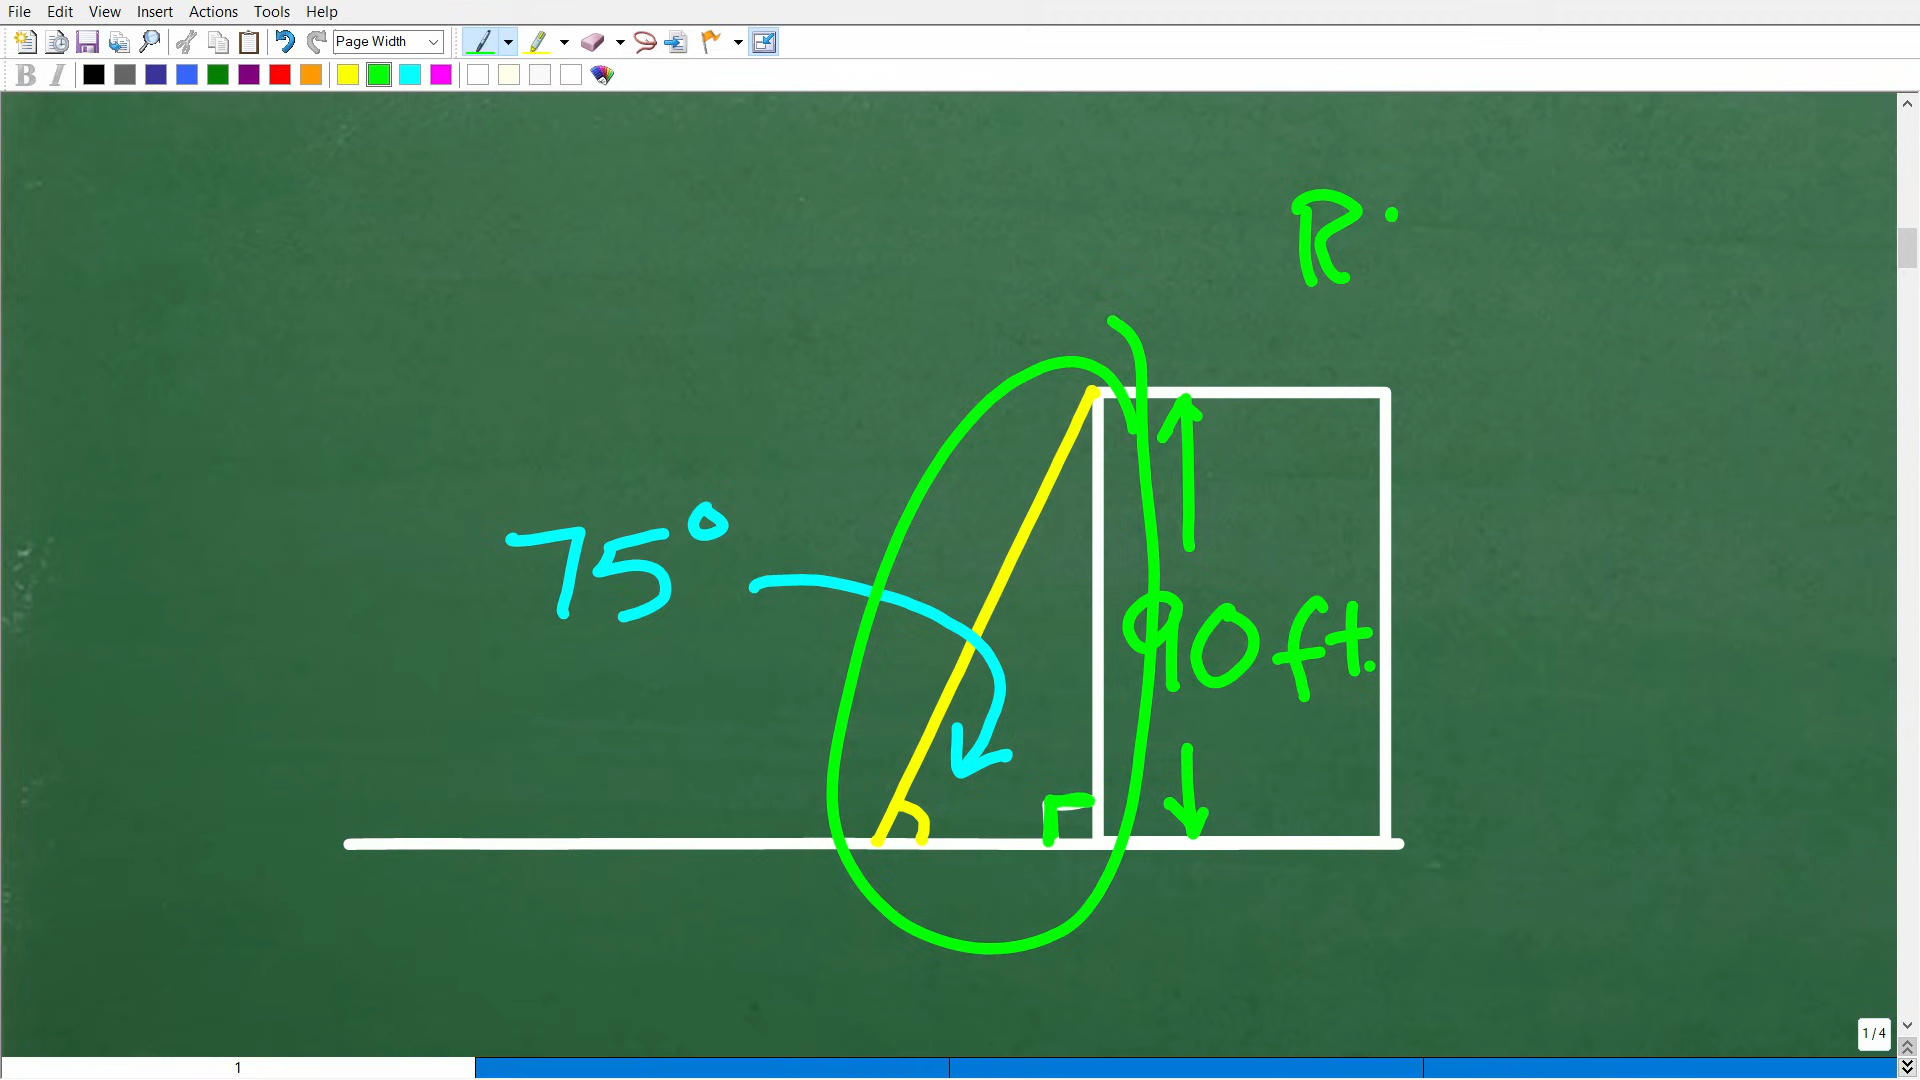 File Edit View Insert Actions Tools Help
Page Width
B I
R
75°
90 ft.
1 / 4
1